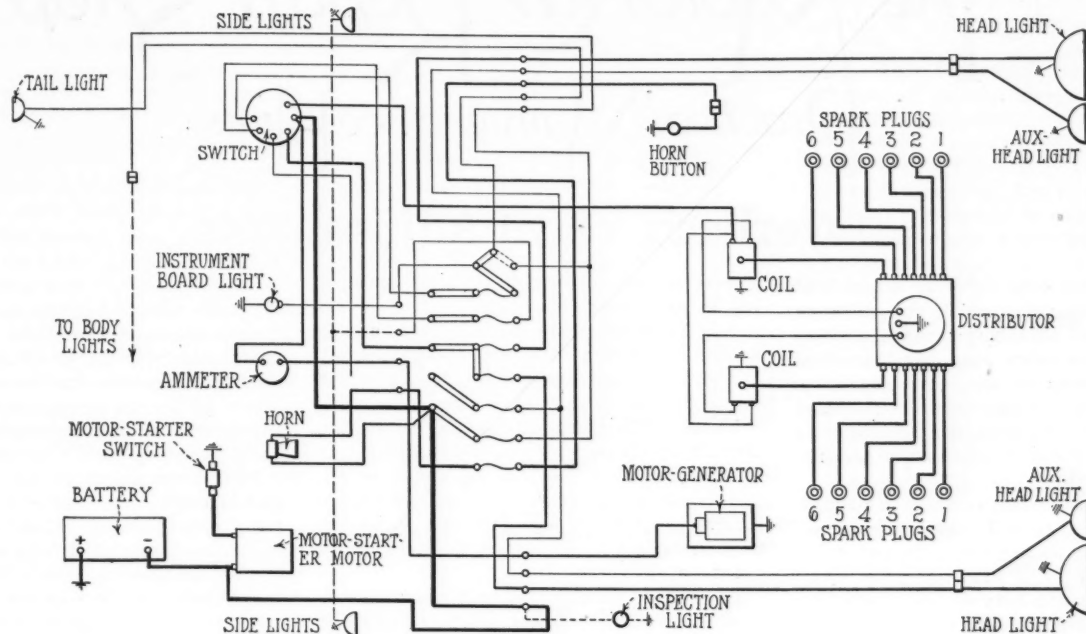 SIDE LIGHTS
HEAD LIGHT
TAIL LIGHT
SWITCH
SPARK PLUGS
6 5 4 3 2 1
HORN
BUTTON
AUX-
HEAD LIGHT
INSTRUMENT
BOARD LIGHT
COIL
TO BODY
LIGHTS
DISTRIBUTOR
COIL
AMMETER
HORN
MOTOR-STARTER
SWITCH
MOTOR-GENERATOR
BATTERY
+ -
MOTOR-START-
ER MOTOR
6 5 4 3 2 1
SPARK PLUGS
AUX.
HEAD LIGHT
SIDE LIGHTS
INSPECTION
LIGHT
HEAD LIGHT